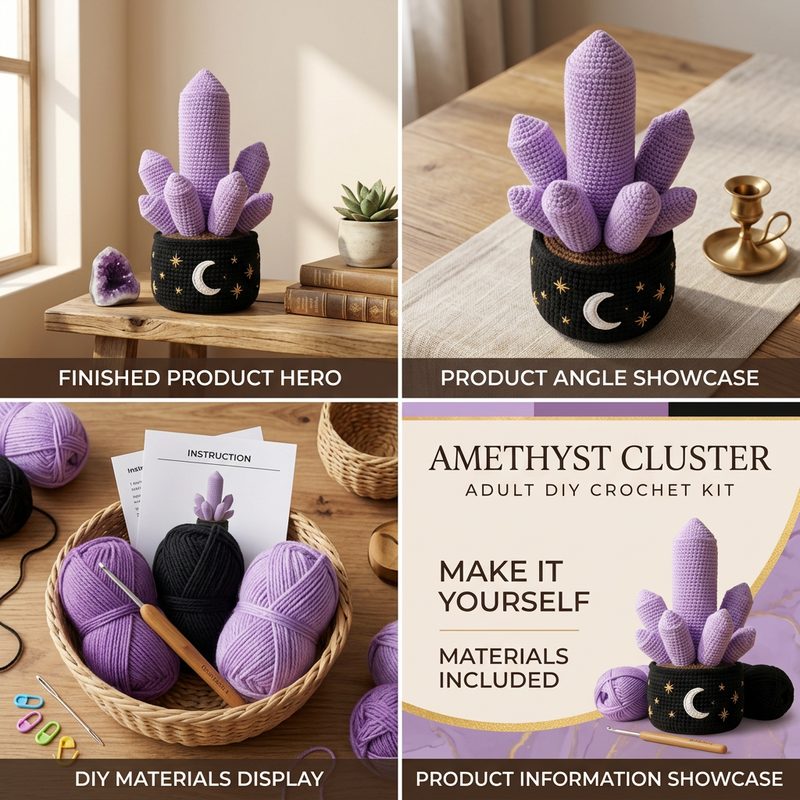 FINISHED PRODUCT HERO
PRODUCT ANGLE SHOWCASE
INSTRUCTION
DIY MATERIALS DISPLAY
AMETHYST CLUSTER
ADULT DIY CROCHET KIT
MAKE IT
YOURSELF
MATERIALS
INCLUDED
PRODUCT INFORMATION SHOWCASE